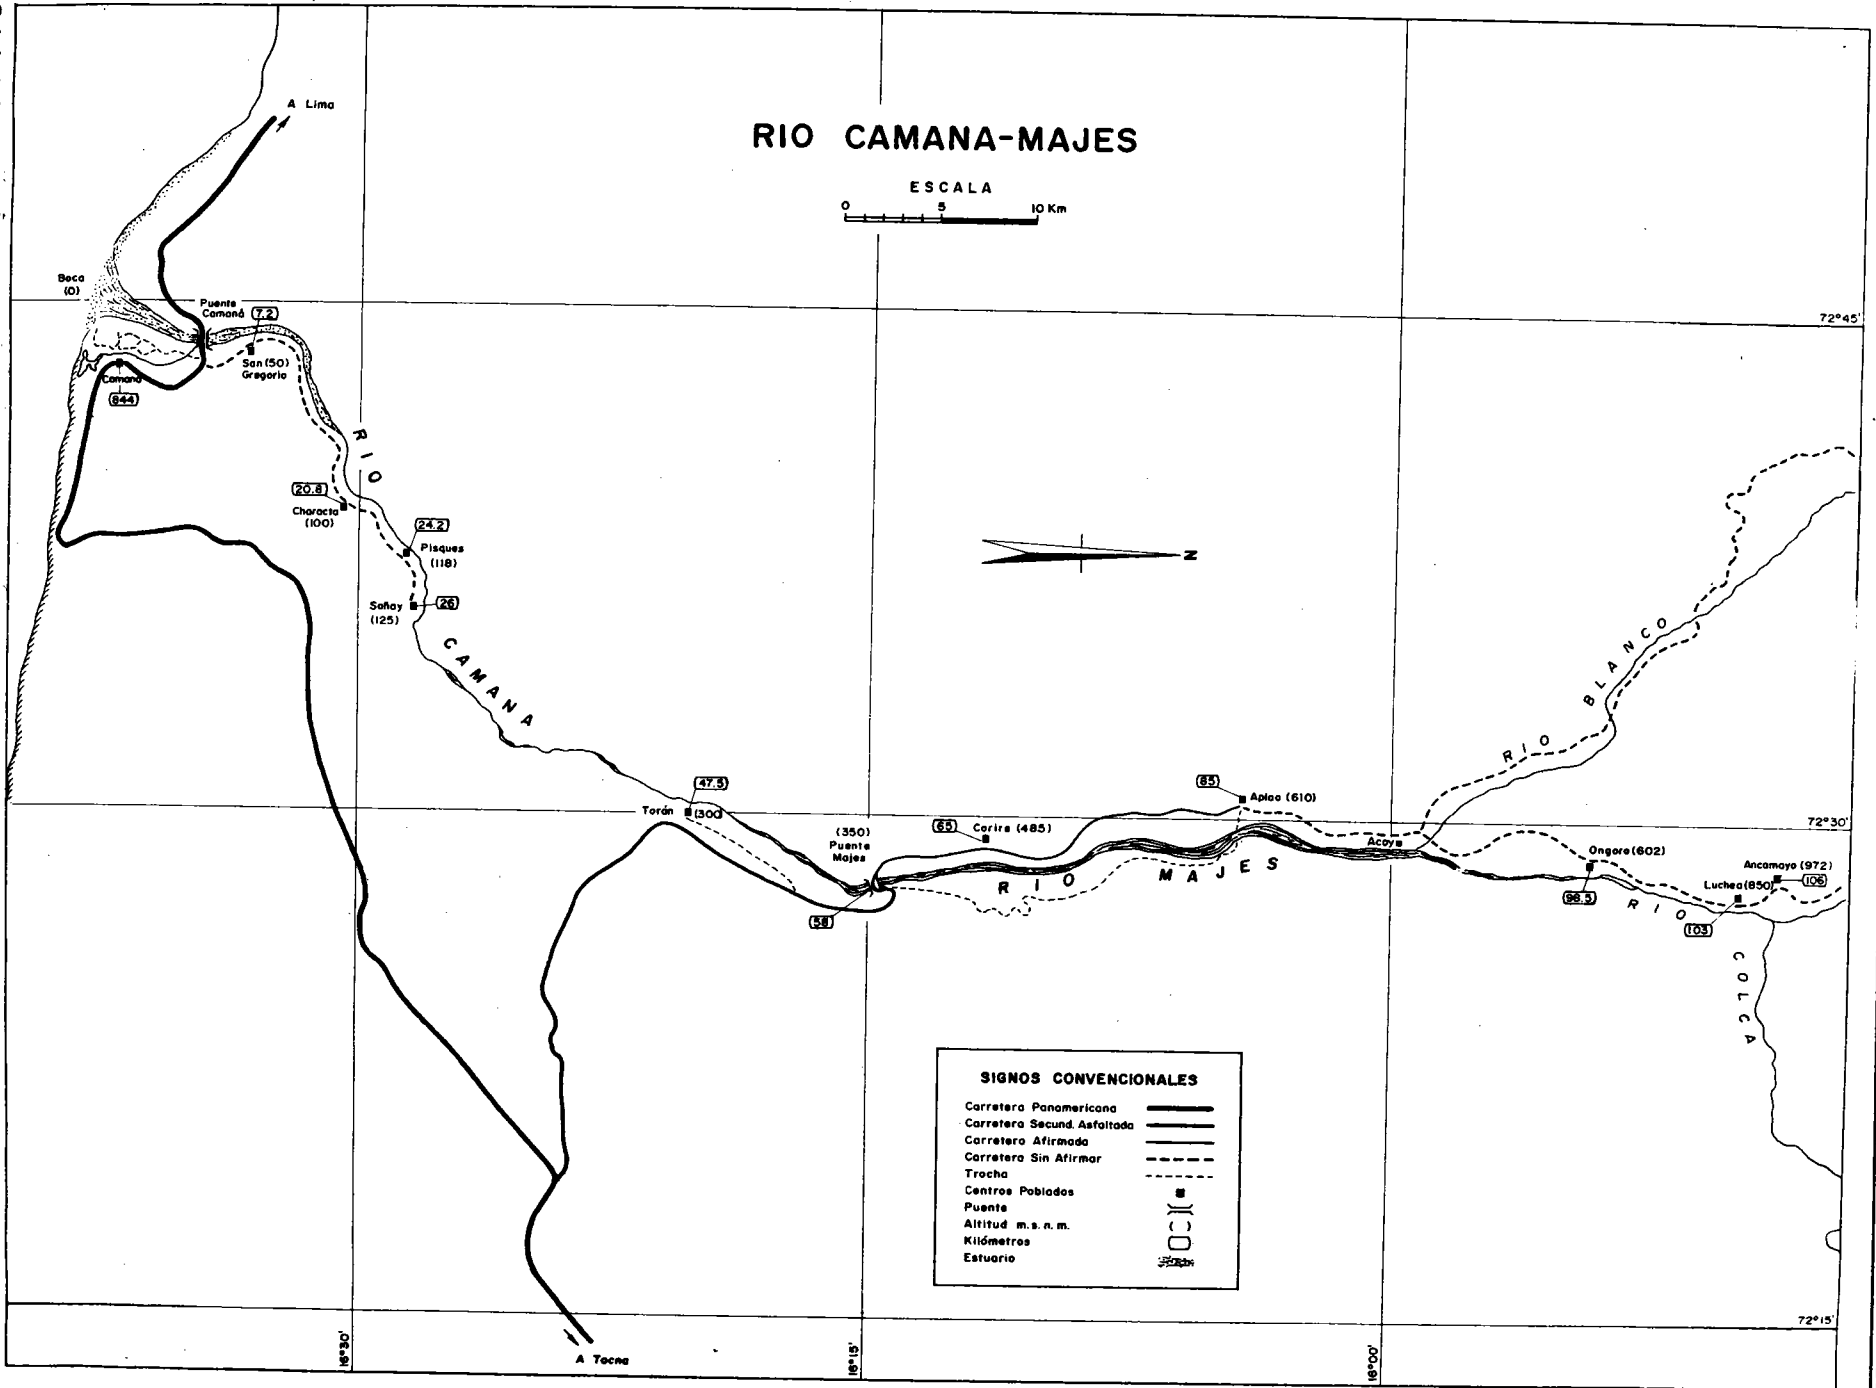 A Lima
RIO CAMANA-MAJES
ESCALA
0 5 10 Km
Boca
(0)
Puente
Camaná
7.2
San (50)
Gregorio
Camaná
844
72°45'
RIO
20.8
Characta
(100)
24.2
Pisques
(118)
Soñay
(125)
26
CAMANA
N
RIO BLANCO
47.5
Torán
(300)
(350)
Puente
Majes
58
65
Corire (485)
85
Aplao (610)
RIO MAJES
Acoy
72°30'
Ongoro (602)
98.5
Ancamayo (972)
106
Luchea (850)
103
RIO
COLCA
SIGNOS CONVENCIONALES
Carretera Panamericana
Carretera Secund. Asfaltada
Carretera Afirmada
Carretera Sin Afirmar
Trocha
Centros Poblados
Puente
Altitud m.s.n.m.
Kilómetros
Estuario
72°15'
16°30'
16°15'
16°00'
A Tacna